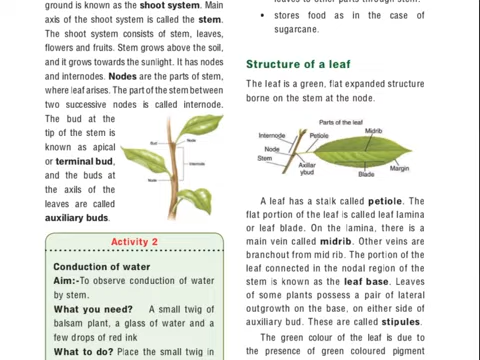 ground is known as the shoot system. Main
axis of the shoot system is called the stem.
The shoot system consists of stem, leaves,
flowers and fruits. Stem grows above the soil,
and it grows towards the sunlight. It has nodes
and internodes. Nodes are the parts of stem,
where leaf arises. The part of the stem between
two successive nodes is called internode.
The bud at the
tip of the stem is
known as apical
or terminal bud,
and the buds at
the axils of the
leaves are called
auxiliary buds.
Bud
Node
Internode
Node
Activity 2
Conduction of water
Aim:-To observe conduction of water
by stem.
What you need? A small twig of
balsam plant, a glass of water and a
few drops of red ink
What to do? Place the small twig in
leaves to other parts through stem.
• stores food as in the case of
sugarcane.
Structure of a leaf
The leaf is a green, flat expanded structure
borne on the stem at the node.
Parts of the leaf
Internode
Petiole
Midrib
Node
Stem
Axillar
ybud
Blade
Margin
A leaf has a stalk called petiole. The
flat portion of the leaf is called leaf lamina
or leaf blade. On the lamina, there is a
main vein called midrib. Other veins are
branchout from mid rib. The portion of the
leaf connected in the nodal region of the
stem is known as the leaf base. Leaves
of some plants possess a pair of lateral
outgrowth on the base, on either side of
auxillary bud. These are called stipules.
The green colour of the leaf is due to
the presence of green coloured pigment